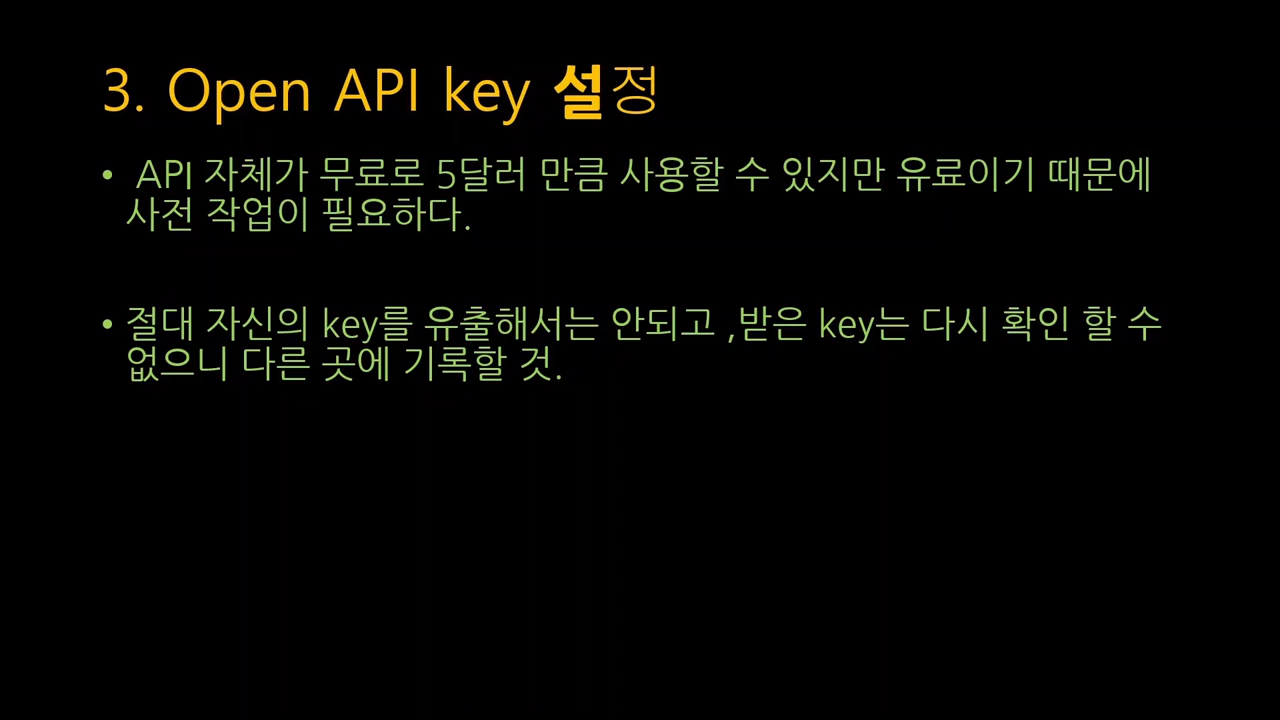 3. Open API key 설정
• API 자체가 무료로 5달러 만큼 사용할 수 있지만 유료이기 때문에
사전 작업이 필요하다.
• 절대 자신의 key를 유출해서는 안되고 ,받은 key는 다시 확인 할 수
없으니 다른 곳에 기록할 것.